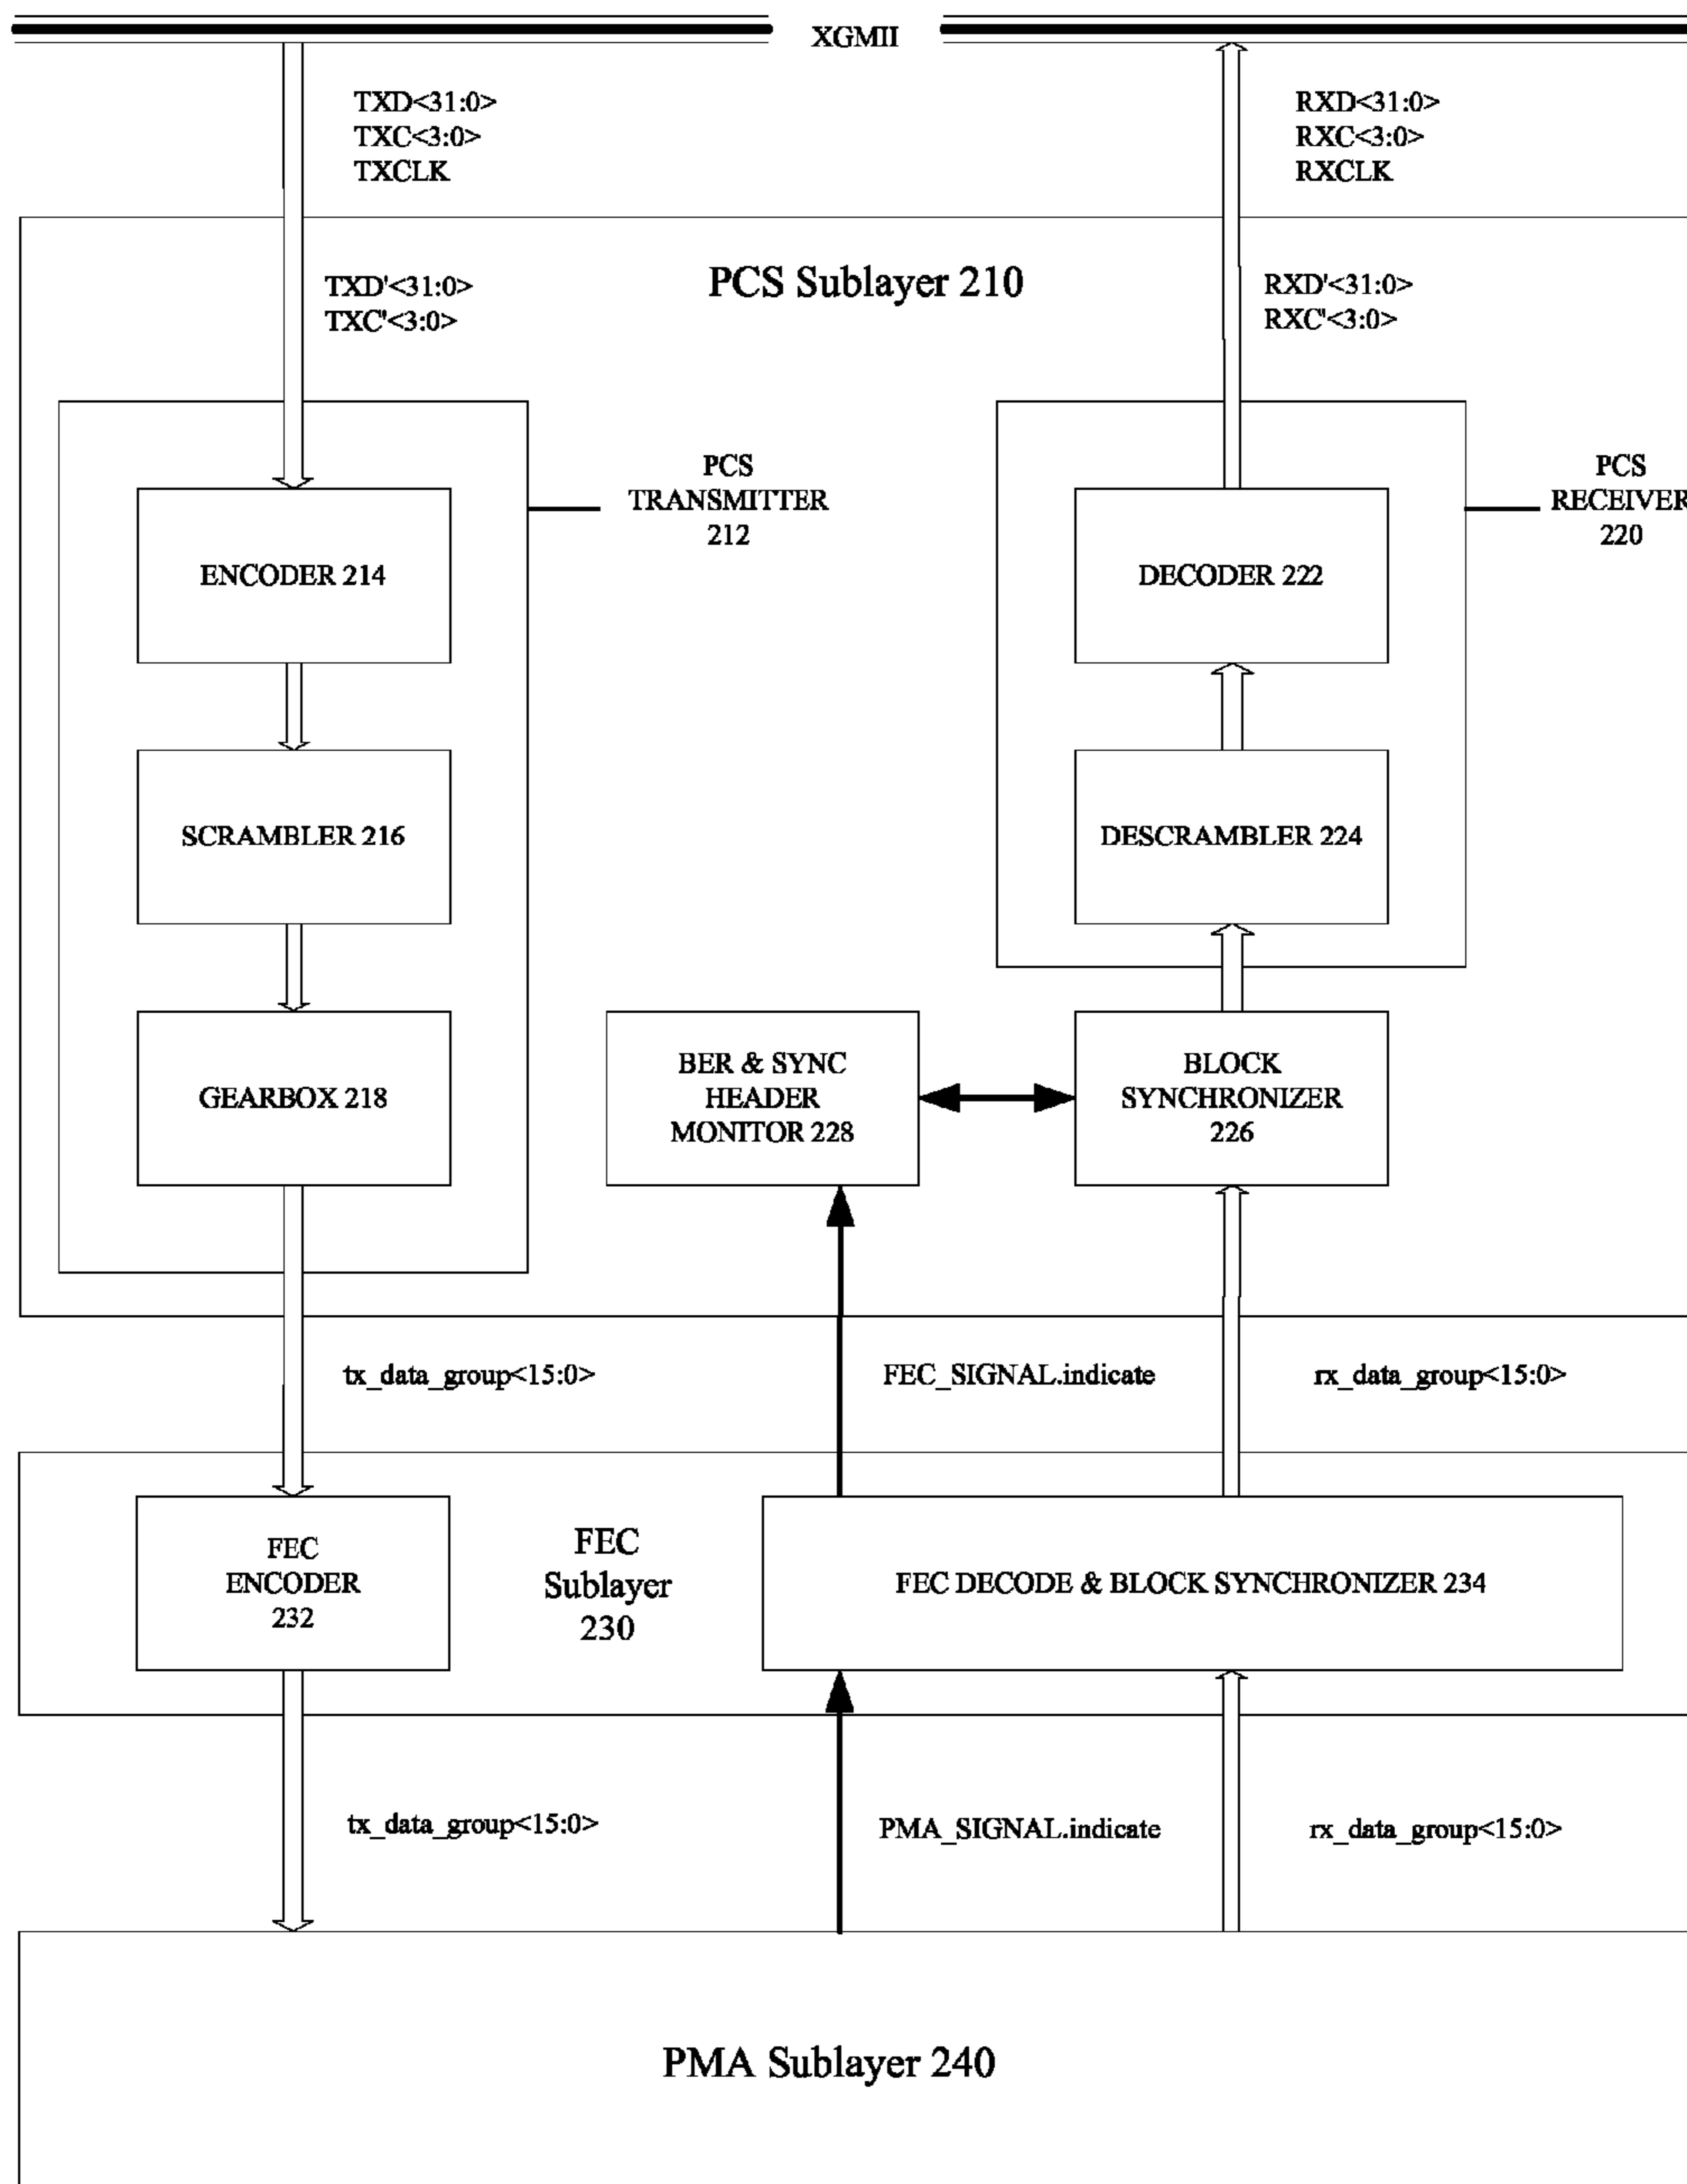 XGMII
TXD<31:0>
TXC<3:0>
TXCLK
RXD<31:0>
RXC<3:0>
RXCLK
PCS Sublayer 210
TXD'<31:0>
TXC'<3:0>
RXD'<31:0>
RXC'<3:0>
PCS
TRANSMITTER
212
PCS
RECEIVER
220
ENCODER 214
DECODER 222
SCRAMBLER 216
DESCRAMBLER 224
GEARBOX 218
BER & SYNC
HEADER
MONITOR 228
BLOCK
SYNCHRONIZER
226
tx_data_group<15:0>
FEC_SIGNAL.indicate
rx_data_group<15:0>
FEC
ENCODER
232
FEC
Sublayer
230
FEC DECODE & BLOCK SYNCHRONIZER 234
tx_data_group<15:0>
PMA_SIGNAL.indicate
rx_data_group<15:0>
PMA Sublayer 240